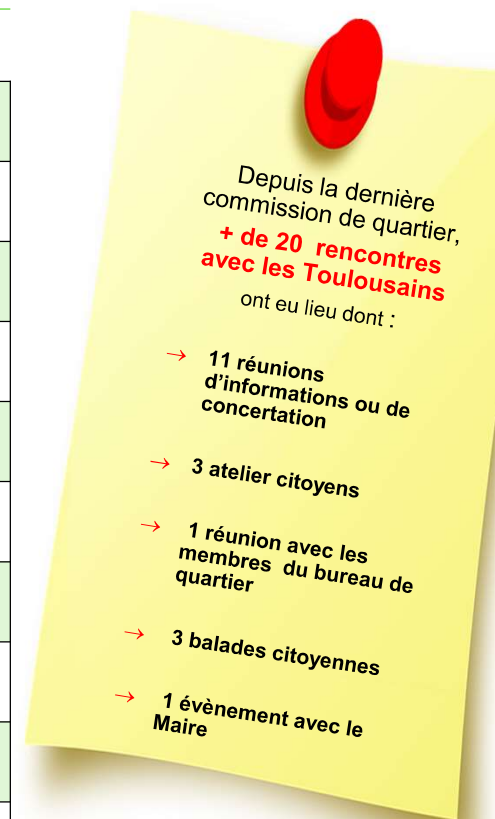 Depuis la dernière
commission de quartier,
+ de 20 rencontres
avec les Toulousains
ont eu lieu dont :
→ 11 réunions
d'informations ou de
concertation
→ 3 atelier citoyens
→ 1 réunion avec les
membres du bureau de
quartier
→ 3 balades citoyennes
→ 1 évènement avec le
Maire